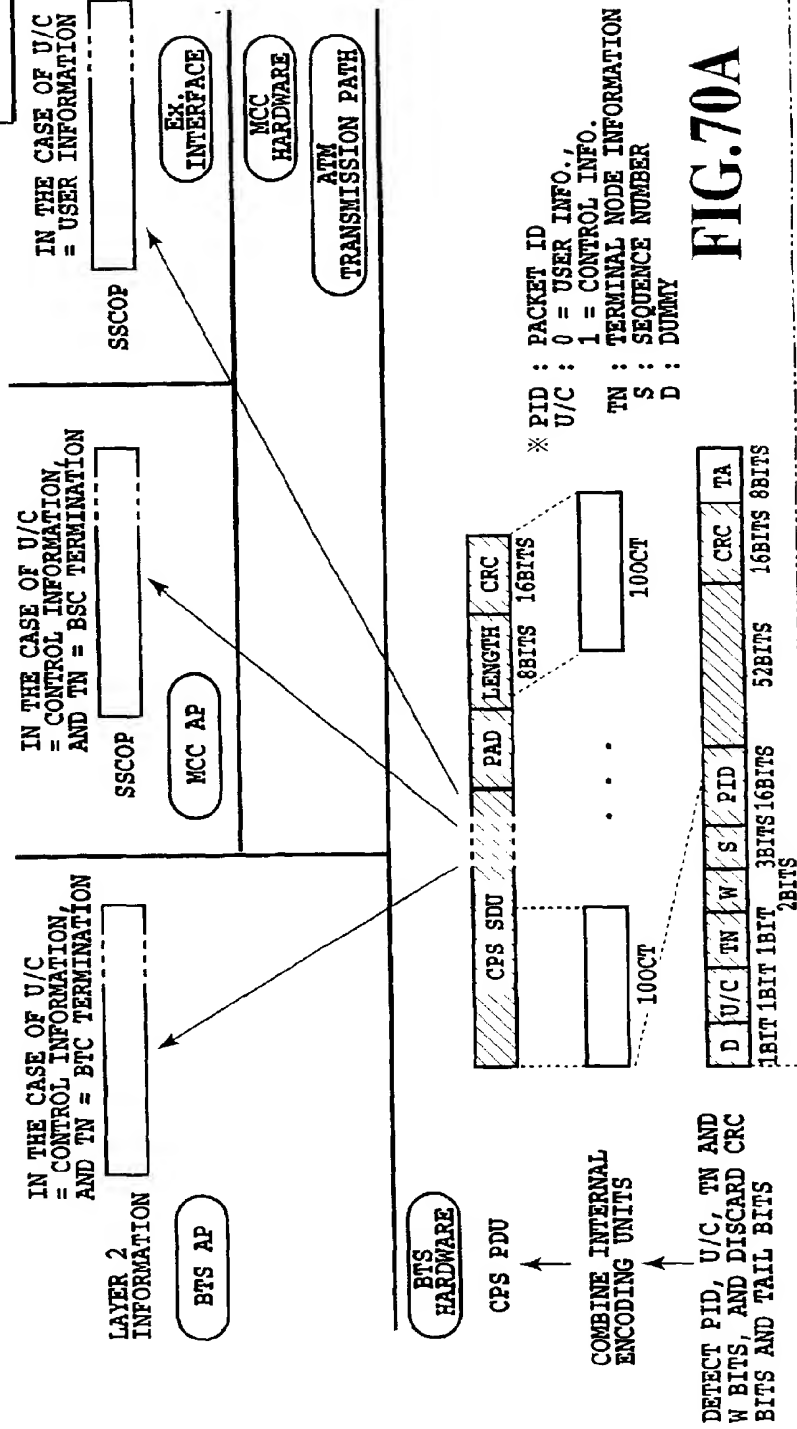 IN THE CASE OF U/C
= CONTROL INFORMATION,
AND TN = BTC TERMINATION
LAYER 2
INFORMATION
BTS AP
IN THE CASE OF U/C
= CONTROL INFORMATION,
AND TN = BSC TERMINATION
SSCOP
MCC AP
IN THE CASE OF U/C
= USER INFORMATION
SSCOP
EX.
INTERFACE
MCC
HARDWARE
ATM
TRANSMISSION PATH
BTS
HARDWARE
CPS PDU
CPS SDU
PAD
LENGTH
CRC
8BITS
16BITS
COMBINE INTERNAL
ENCODING UNITS
100CT
. . .
100CT
DETECT PID, U/C, TN AND
W BITS, AND DISCARD CRC
BITS AND TAIL BITS
D
U/C
TN
W
S
PID
CRC
TA
1BIT 1BIT 1BIT
2BITS
3BITS 16BITS
52BITS
16BITS 8BITS
※ PID : PACKET ID
U/C : 0 = USER INFO.,
1 = CONTROL INFO.
TN : TERMINAL NODE INFORMATION
S : SEQUENCE NUMBER
D : DUMMY
FIG.70A